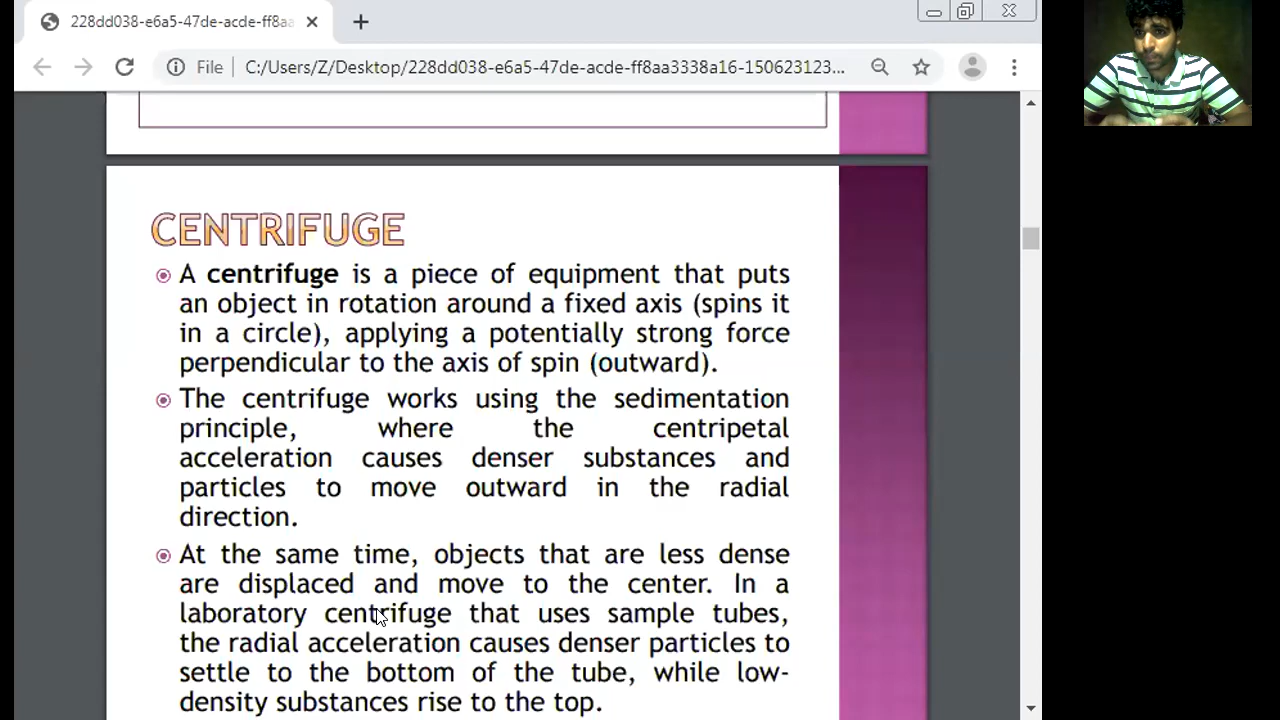 228dd038-e6a5-47de-acde-ff8aa
File
C:/Users/Z/Desktop/228dd038-e6a5-47de-acde-ff8aa3338a16-150623123...
CENTRIFUGE
A centrifuge is a piece of equipment that puts
an object in rotation around a fixed axis (spins it
in a circle), applying a potentially strong force
perpendicular to the axis of spin (outward).
The centrifuge works using the sedimentation
principle, where the centripetal
acceleration causes denser substances and
particles to move outward in the radial
direction.
At the same time, objects that are less dense
are displaced and move to the center. In a
laboratory centrifuge that uses sample tubes,
the radial acceleration causes denser particles to
settle to the bottom of the tube, while low-
density substances rise to the top.